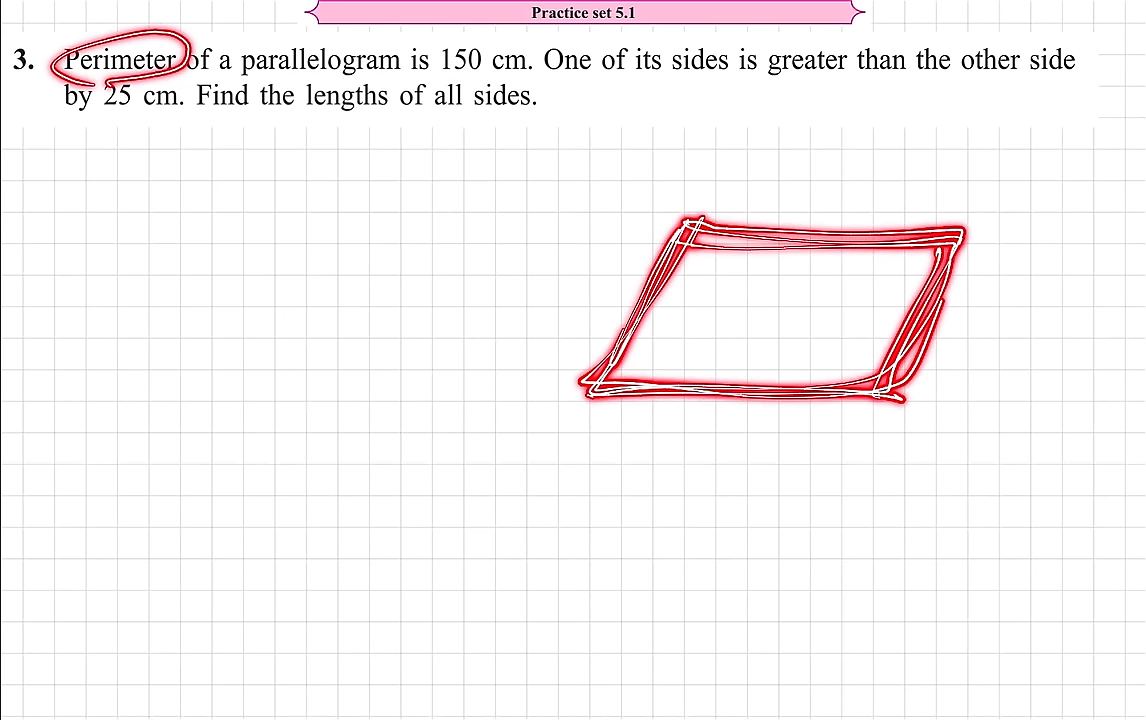 Practice set 5.1
3. Perimeter of a parallelogram is 150 cm. One of its sides is greater than the other side
by 25 cm. Find the lengths of all sides.